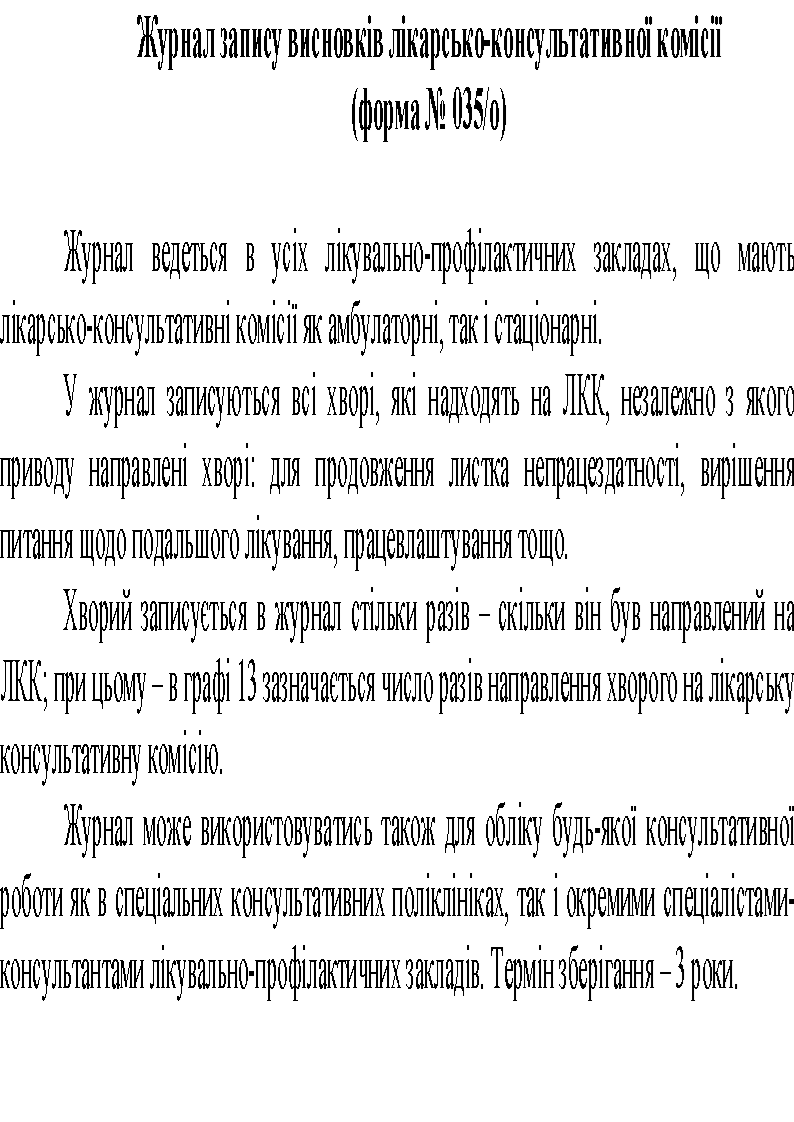 Журнал запису висновків лікарсько-консультативної комісії
(форма № 035/о)
Журнал ведеться в усіх лікувально-профілактичних закладах, що мають
лікарсько-консультативні комісії як амбулаторні, так і стаціонарні.
У журнал записуються всі хворі, які надходять на ЛКК, незалежно з якого
приводу направлені хворі: для продовження листка непрацездатності, вирішення
питання щодо подальшого лікування, працевлаштування тощо.
Хворий записується в журнал стільки разів – скільки він був направлений на
ЛКК; при цьому – в графі 13 зазначається число разів направлення хворого на лікарську
консультативну комісію.
Журнал може використовуватись також для обліку будь-якої консультативної
роботи як в спеціальних консультативних поліклініках, так і окремими спеціалістами-
консультантами лікувально-профілактичних закладів. Термін зберігання – 3 роки.